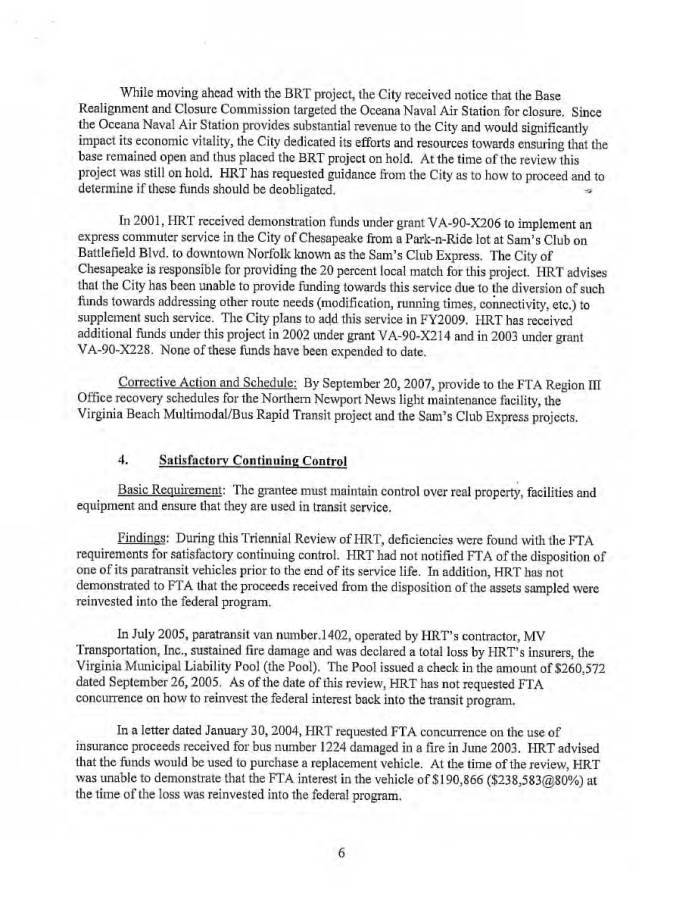 While moving ahead with the BRT project, the City received notice that the Base
Realignment and Closure Commission targeted the Oceana Naval Air Station for closure. Since
the Oceana Naval Air Station provides substantial revenue to the City and would significantly
impact its economic vitality, the City dedicated its efforts and resources towards ensuring that the
base remained open and thus placed the BRT project on hold. At the time of the review this
project was still on hold. HRT has requested guidance from the City as to how to proceed and to
determine if these funds should be deobligated.
In 2001, HRT received demonstration funds under grant VA-90-X206 to implement an
express commuter service in the City of Chesapeake from a Park-n-Ride lot at Sam's Club on
Battlefield Blvd. to downtown Norfolk known as the Sam's Club Express. The City of
Chesapeake is responsible for providing the 20 percent local match for this project. HRT advises
that the City has been unable to provide funding towards this service due to the diversion of such
funds towards addressing other route needs (modification, running times, connectivity, etc.) to
supplement such service. The City plans to add this service in FY2009. HRT has received
additional funds under this project in 2002 under grant VA-90-X214 and in 2003 under grant
VA-90-X228. None of these funds have been expended to date.
Corrective Action and Schedule: By September 20, 2007, provide to the FTA Region III
Office recovery schedules for the Northern Newport News light maintenance facility, the
Virginia Beach Multimodal/Bus Rapid Transit project and the Sam's Club Express projects.
4. Satisfactory Continuing Control
Basic Requirement: The grantee must maintain control over real property, facilities and
equipment and ensure that they are used in transit service.
Findings: During this Triennial Review of HRT, deficiencies were found with the FTA
requirements for satisfactory continuing control. HRT had not notified FTA of the disposition of
one of its paratransit vehicles prior to the end of its service life. In addition, HRT has not
demonstrated to FTA that the proceeds received from the disposition of the assets sampled were
reinvested into the federal program.
In July 2005, paratransit van number.1402, operated by HRT's contractor, MV
Transportation, Inc., sustained fire damage and was declared a total loss by HRT's insurers, the
Virginia Municipal Liability Pool (the Pool). The Pool issued a check in the amount of $260,572
dated September 26, 2005. As of the date of this review, HRT has not requested FTA
concurrence on how to reinvest the federal interest back into the transit program.
In a letter dated January 30, 2004, HRT requested FTA concurrence on the use of
insurance proceeds received for bus number 1224 damaged in a fire in June 2003. HRT advised
that the funds would be used to purchase a replacement vehicle. At the time of the review, HRT
was unable to demonstrate that the FTA interest in the vehicle of $190,866 ($238,583@80%) at
the time of the loss was reinvested into the federal program.
6